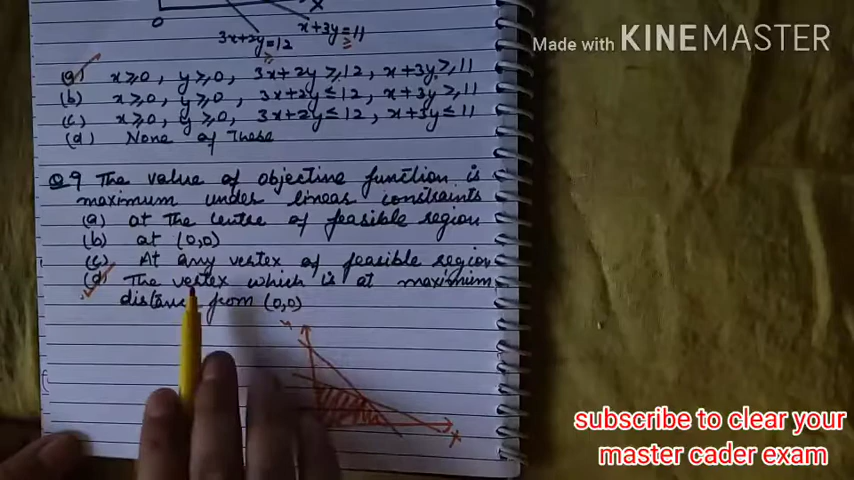 o
X
3x+2y=12
≥
x+3y=11
≥
(a) x≥0, y≥0, 3x+2y≥12, x+3y≥11
(b) x≥0, y≥0, 3x+2y≤12, x+3y≥11
(c) x≥0, y≥0, 3x+2y≤12, x+3y≤11
(d) None of These
Q9 The value of objective function is
maximum under linear constraints
(a) at the centre of feasible region
(b) at (0,0)
(c) At any vertex of feasible region
(d) The vertex which is at maximum
distance from (0,0)
x
Made with KINEMASTER
subscribe to clear your
master cader exam